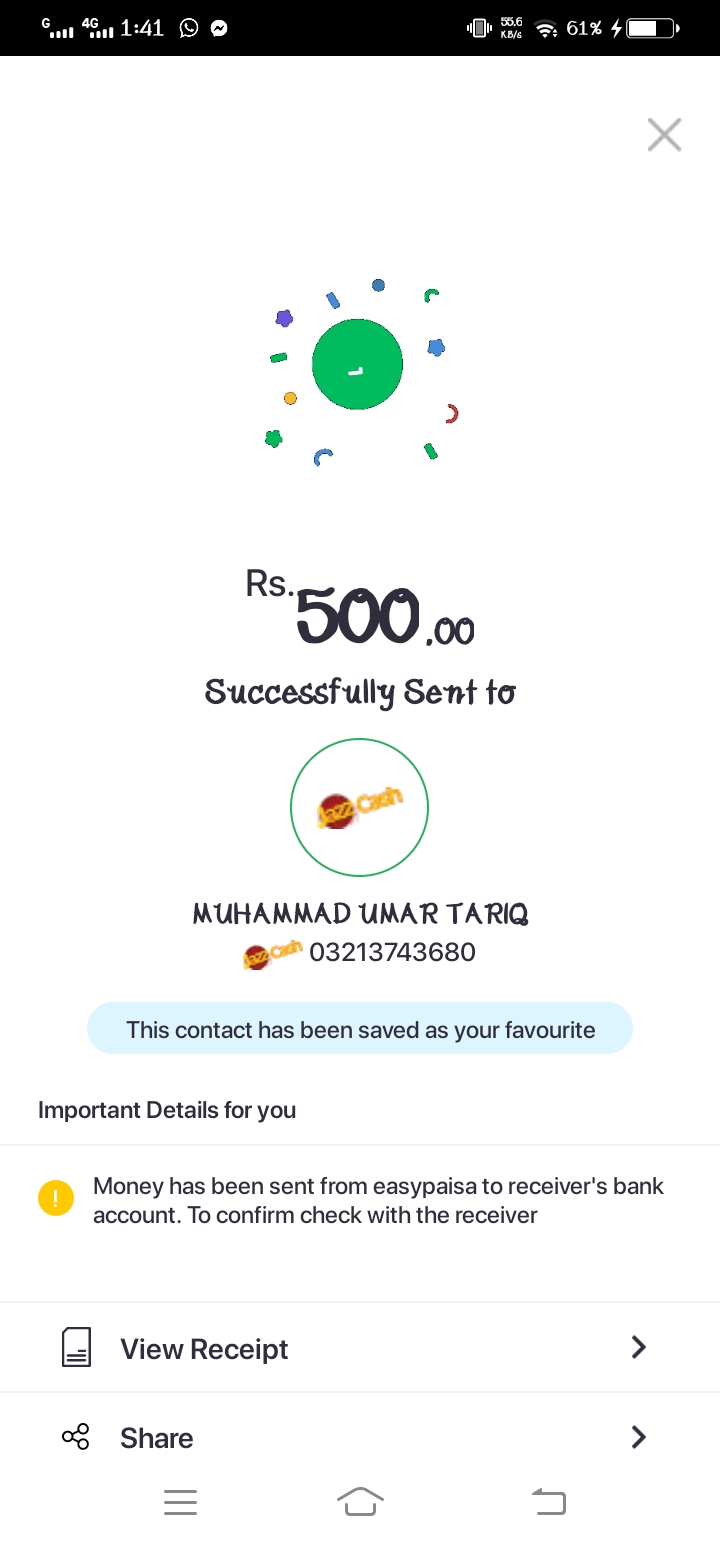 G 4G 1:41 55.6 KB/s 61%
Rs. 500.00
Successfully Sent to
Jazz Cash
MUHAMMAD UMAR TARIQ
Jazz Cash 03213743680
This contact has been saved as your favourite
Important Details for you
! Money has been sent from easypaisa to receiver's bank
account. To confirm check with the receiver
View Receipt
Share